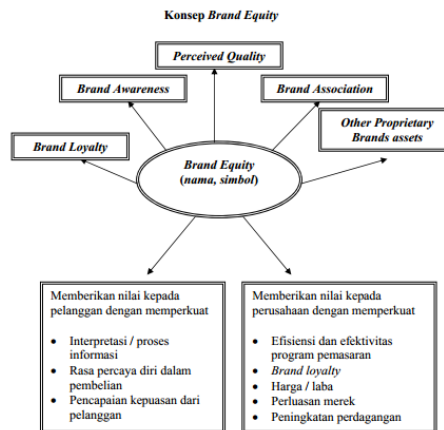 Konsep Brand Equity
Perceived Quality
Brand Awareness
Brand Association
Other Proprietary
Brands assets
Brand Loyalty
Brand Equity
(nama, simbol)
Memberikan nilai kepada
pelanggan dengan memperkuat
• Interpretasi / proses
informasi
• Rasa percaya diri dalam
pembelian
• Pencapaian kepuasan dari
pelanggan
Memberikan nilai kepada
perusahaan dengan memperkuat
• Efisiensi dan efektivitas
program pemasaran
• Brand loyalty
• Harga / laba
• Perluasan merek
• Peningkatan perdagangan